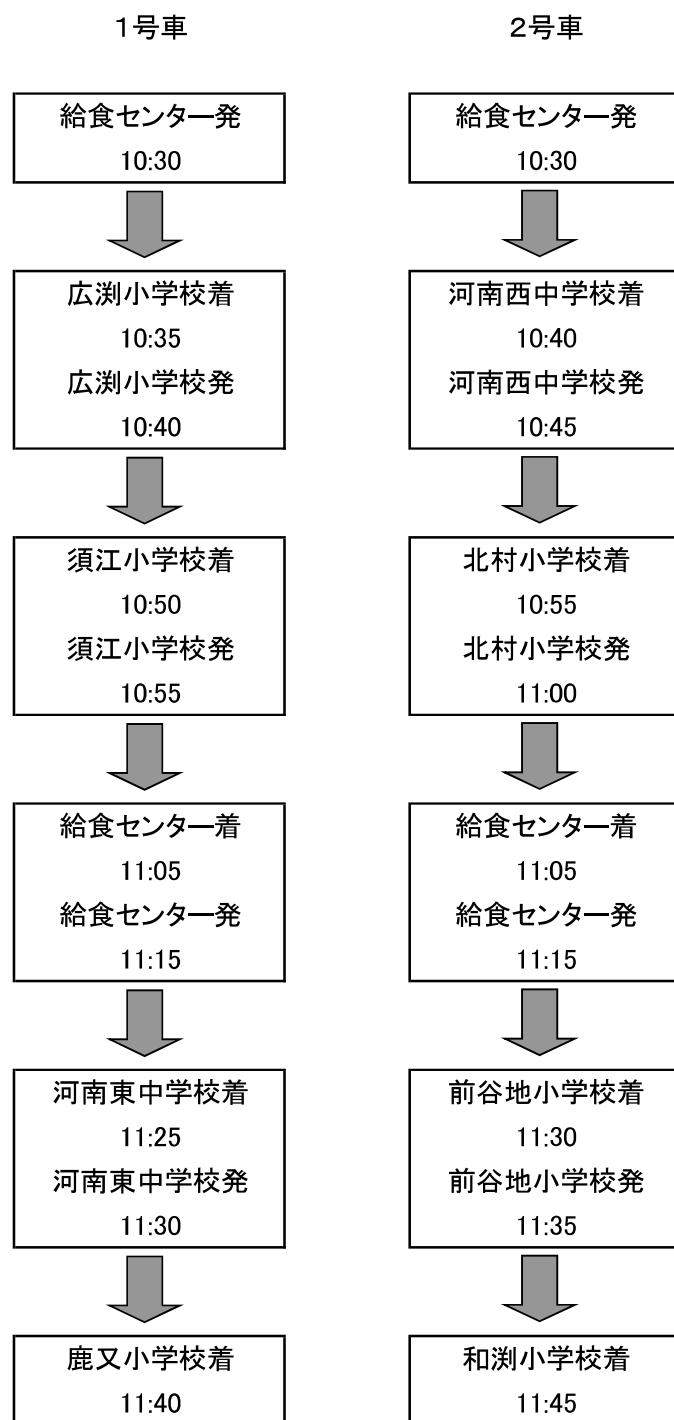 1号車
給食センター発
10:30
広渕小学校着
10:35
広渕小学校発
10:40
須江小学校着
10:50
須江小学校発
10:55
給食センター着
11:05
給食センター発
11:15
河南東中学校着
11:25
河南東中学校発
11:30
鹿又小学校着
11:40
2号車
給食センター発
10:30
河南西中学校着
10:40
河南西中学校発
10:45
北村小学校着
10:55
北村小学校発
11:00
給食センター着
11:05
給食センター発
11:15
前谷地小学校着
11:30
前谷地小学校発
11:35
和渕小学校着
11:45